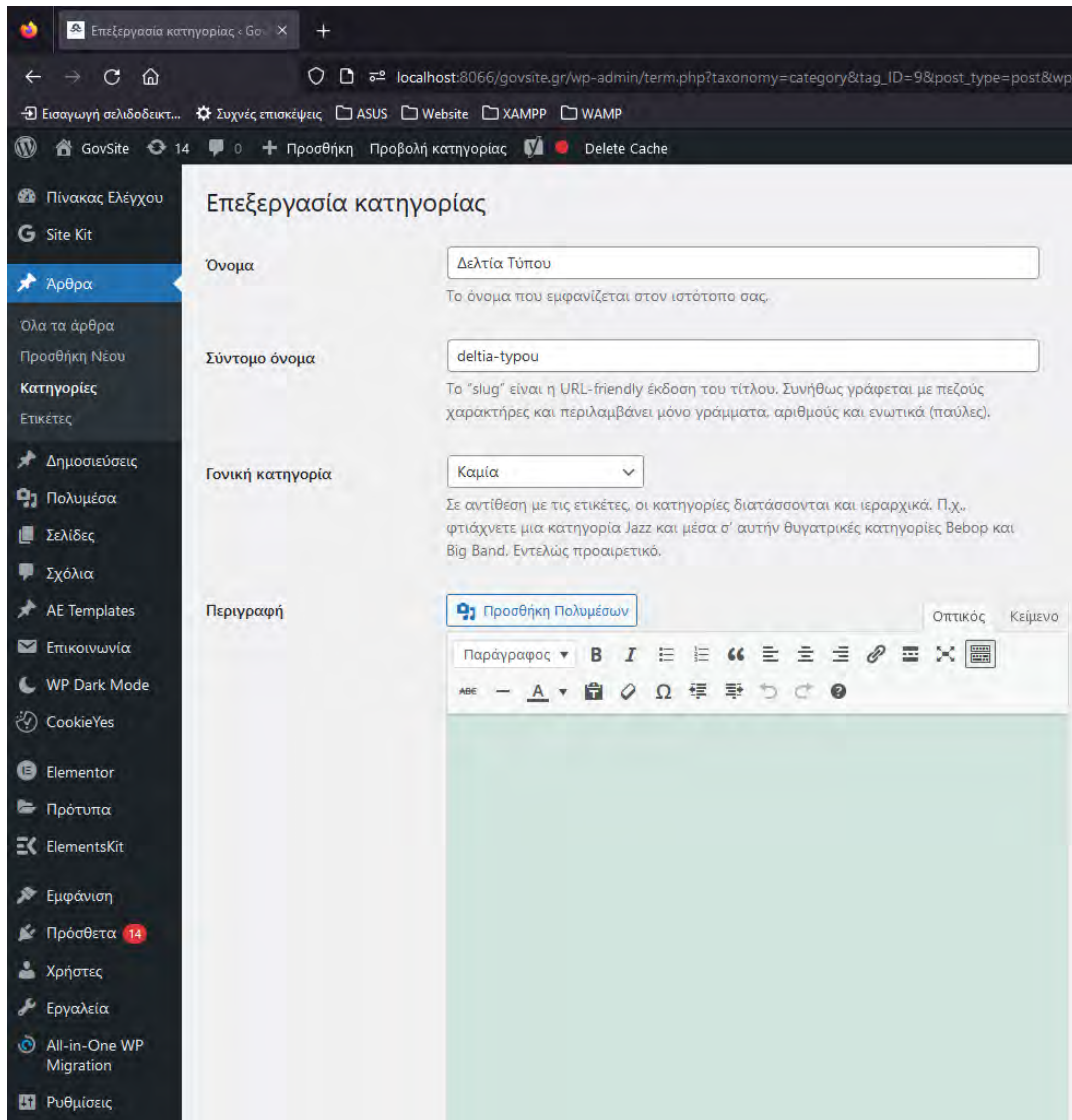 Επεξεργασία κατηγορίας ‹ Go
localhost:8066/govsite.gr/wp-admin/term.php?taxonomy=category&tag_ID=9&post_type=post&wp
Εισαγωγή σελιδοδεικτ... Συχνές επισκέψεις ASUS Website XAMPP WAMP
GovSite 14 0 Προσθήκη Προβολή κατηγορίας Delete Cache
Πίνακας Ελέγχου
Site Kit
Άρθρα
Όλα τα άρθρα
Προσθήκη Νέου
Κατηγορίες
Ετικέτες
Δημοσιεύσεις
Πολυμέσα
Σελίδες
Σχόλια
AE Templates
Επικοινωνία
WP Dark Mode
CookieYes
Elementor
Πρότυπα
ElementsKit
Εμφάνιση
Πρόσθετα 14
Χρήστες
Εργαλεία
All-in-One WP
Migration
Ρυθμίσεις
Επεξεργασία κατηγορίας
Όνομα
Δελτία Τύπου
Το όνομα που εμφανίζεται στον ιστότοπο σας.
Σύντομο όνομα
deltia-typou
Το "slug" είναι η URL-friendly έκδοση του τίτλου. Συνήθως γράφεται με πεζούς
χαρακτήρες και περιλαμβάνει μόνο γράμματα, αριθμούς και ενωτικά (παύλες).
Γονική κατηγορία
Καμία
Σε αντίθεση με τις ετικέτες, οι κατηγορίες διατάσσονται και ιεραρχικά. Π.χ.,
φτιάχνετε μια κατηγορία Jazz και μέσα σ' αυτήν θυγατρικές κατηγορίες Bebop και
Big Band. Εντελώς προαιρετικό.
Περιγραφή
Προσθήκη Πολυμέσων
Οπτικός Κείμενο
Παράγραφος B I
ABC A Ω